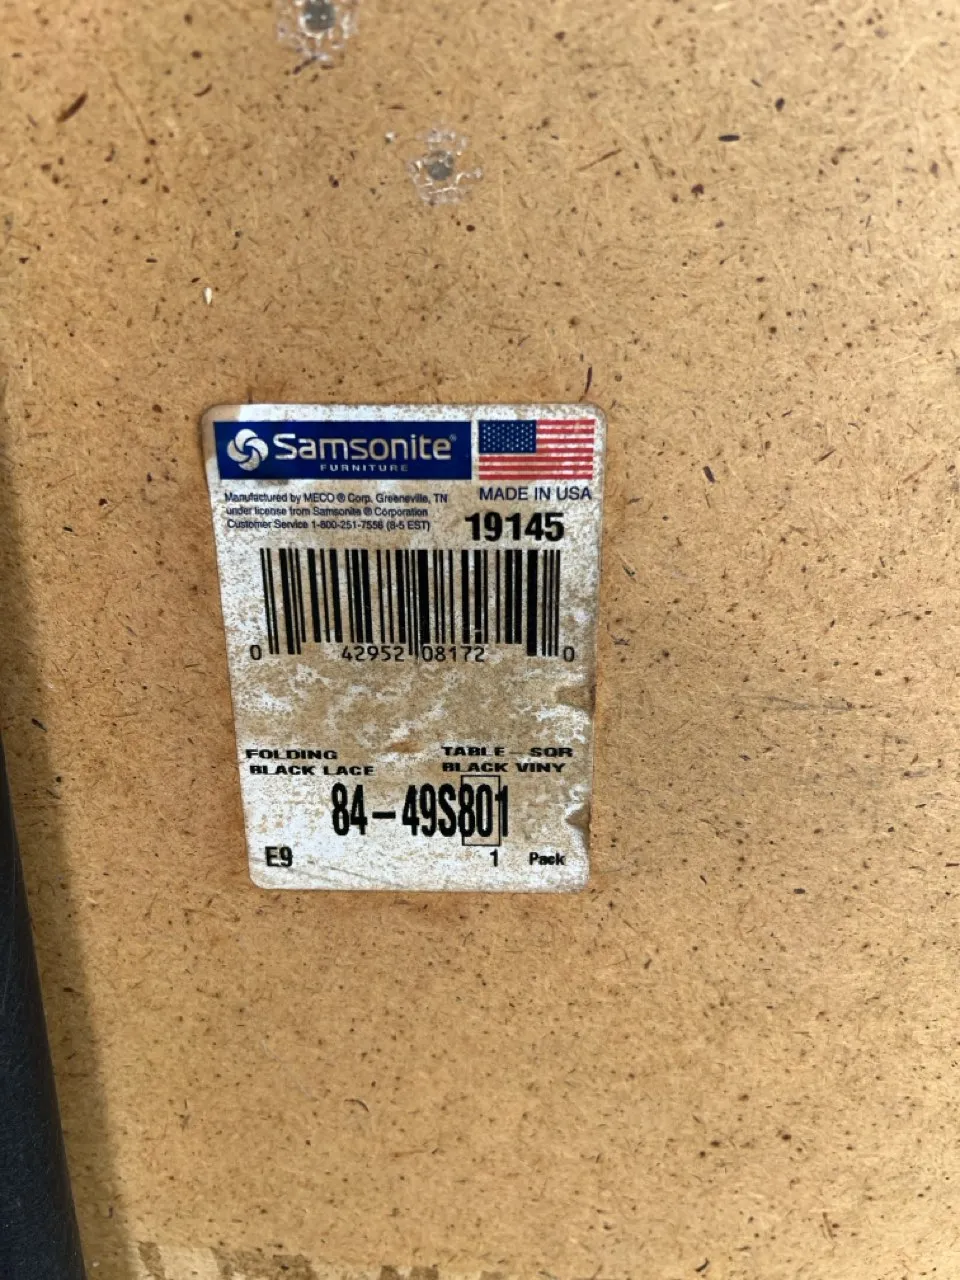 Samsonite®
FURNITURE
Manufactured by MECO ® Corp. Greeneville, TN
under license from Samsonite ® Corporation
Customer Service 1-800-251-7558 (8-5 EST)
MADE IN USA
19145
0 42952 08172 0
FOLDING TABLE - SQR
BLACK LACE BLACK VINY
84-49S801
E9 1 Pack